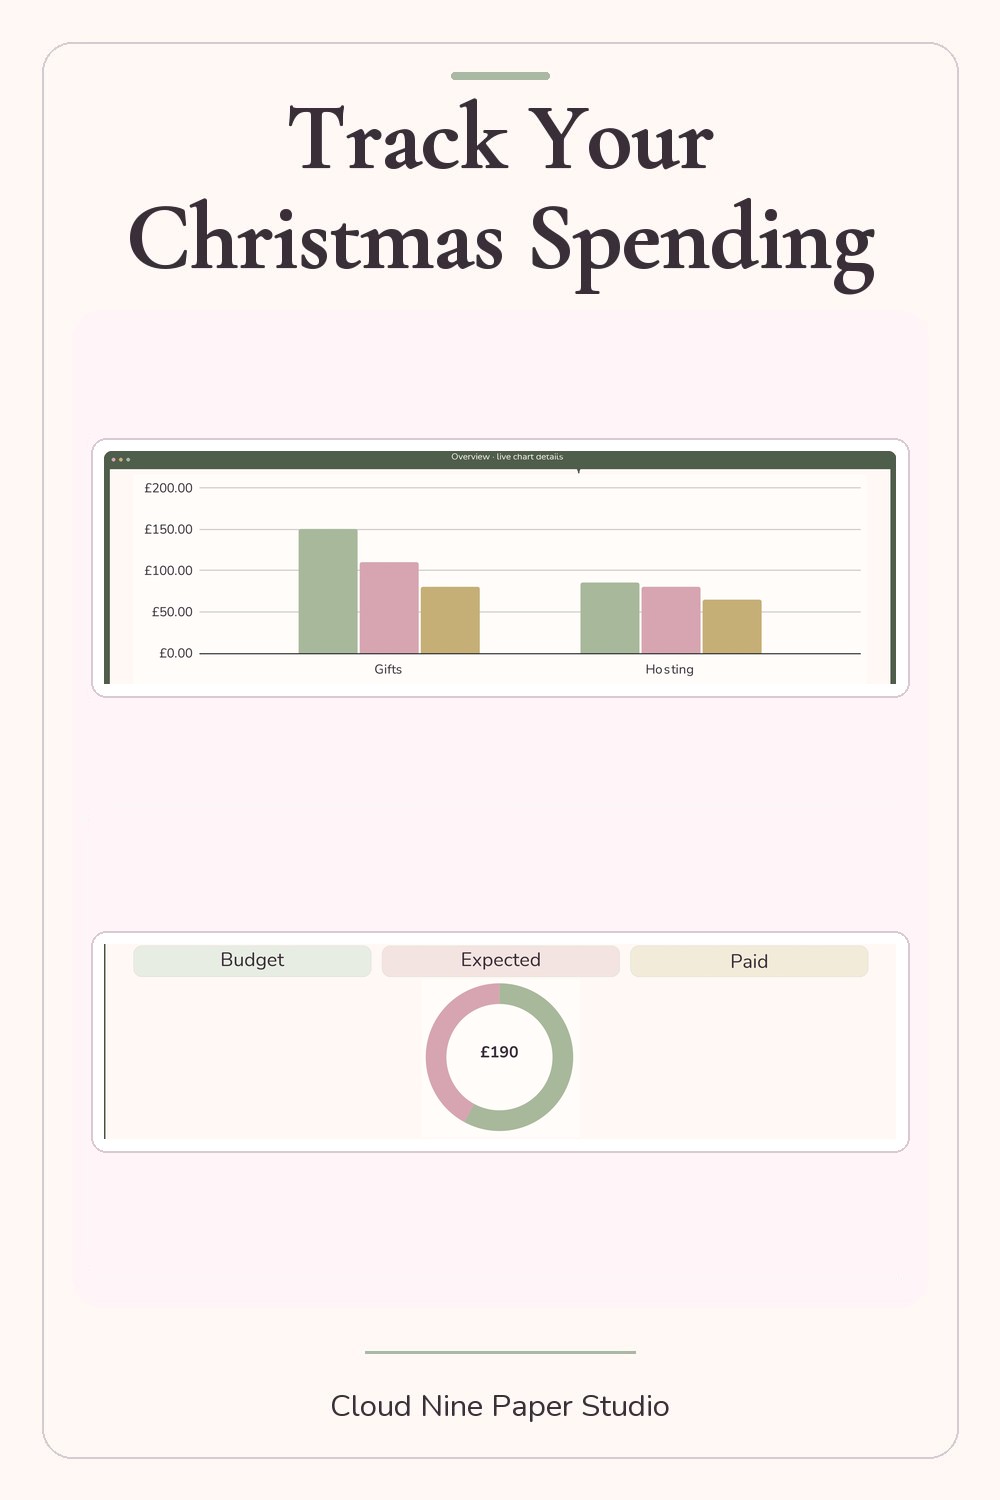 Track Your
Christmas Spending
Overview · live chart details
£200.00
£150.00
£100.00
£50.00
£0.00
Gifts Hosting
Budget Expected Paid
£190
Cloud Nine Paper Studio